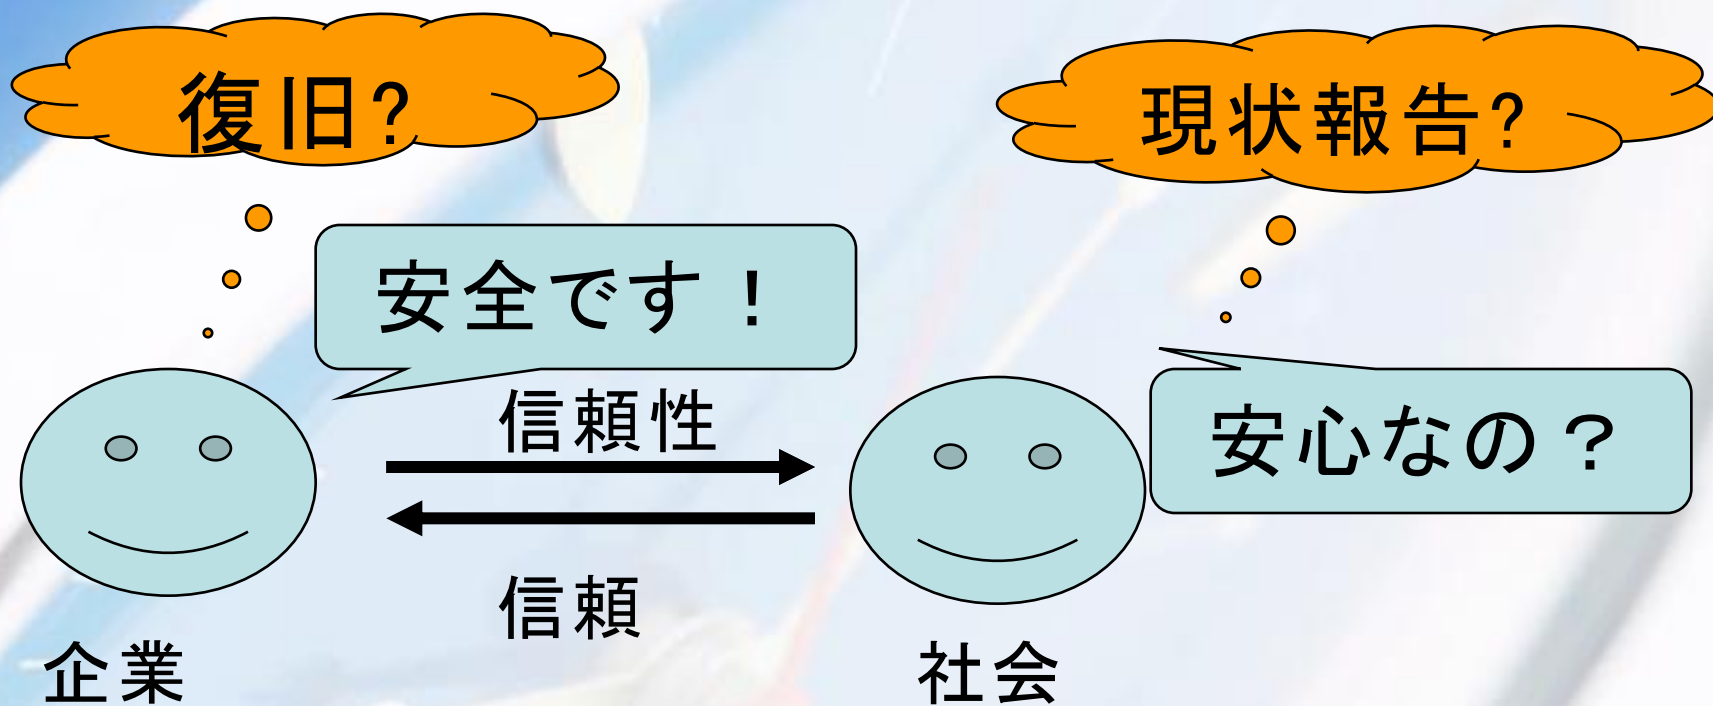 復旧?
現状報告?
安全です！
信頼性
安心なの？
信頼
企業
社会